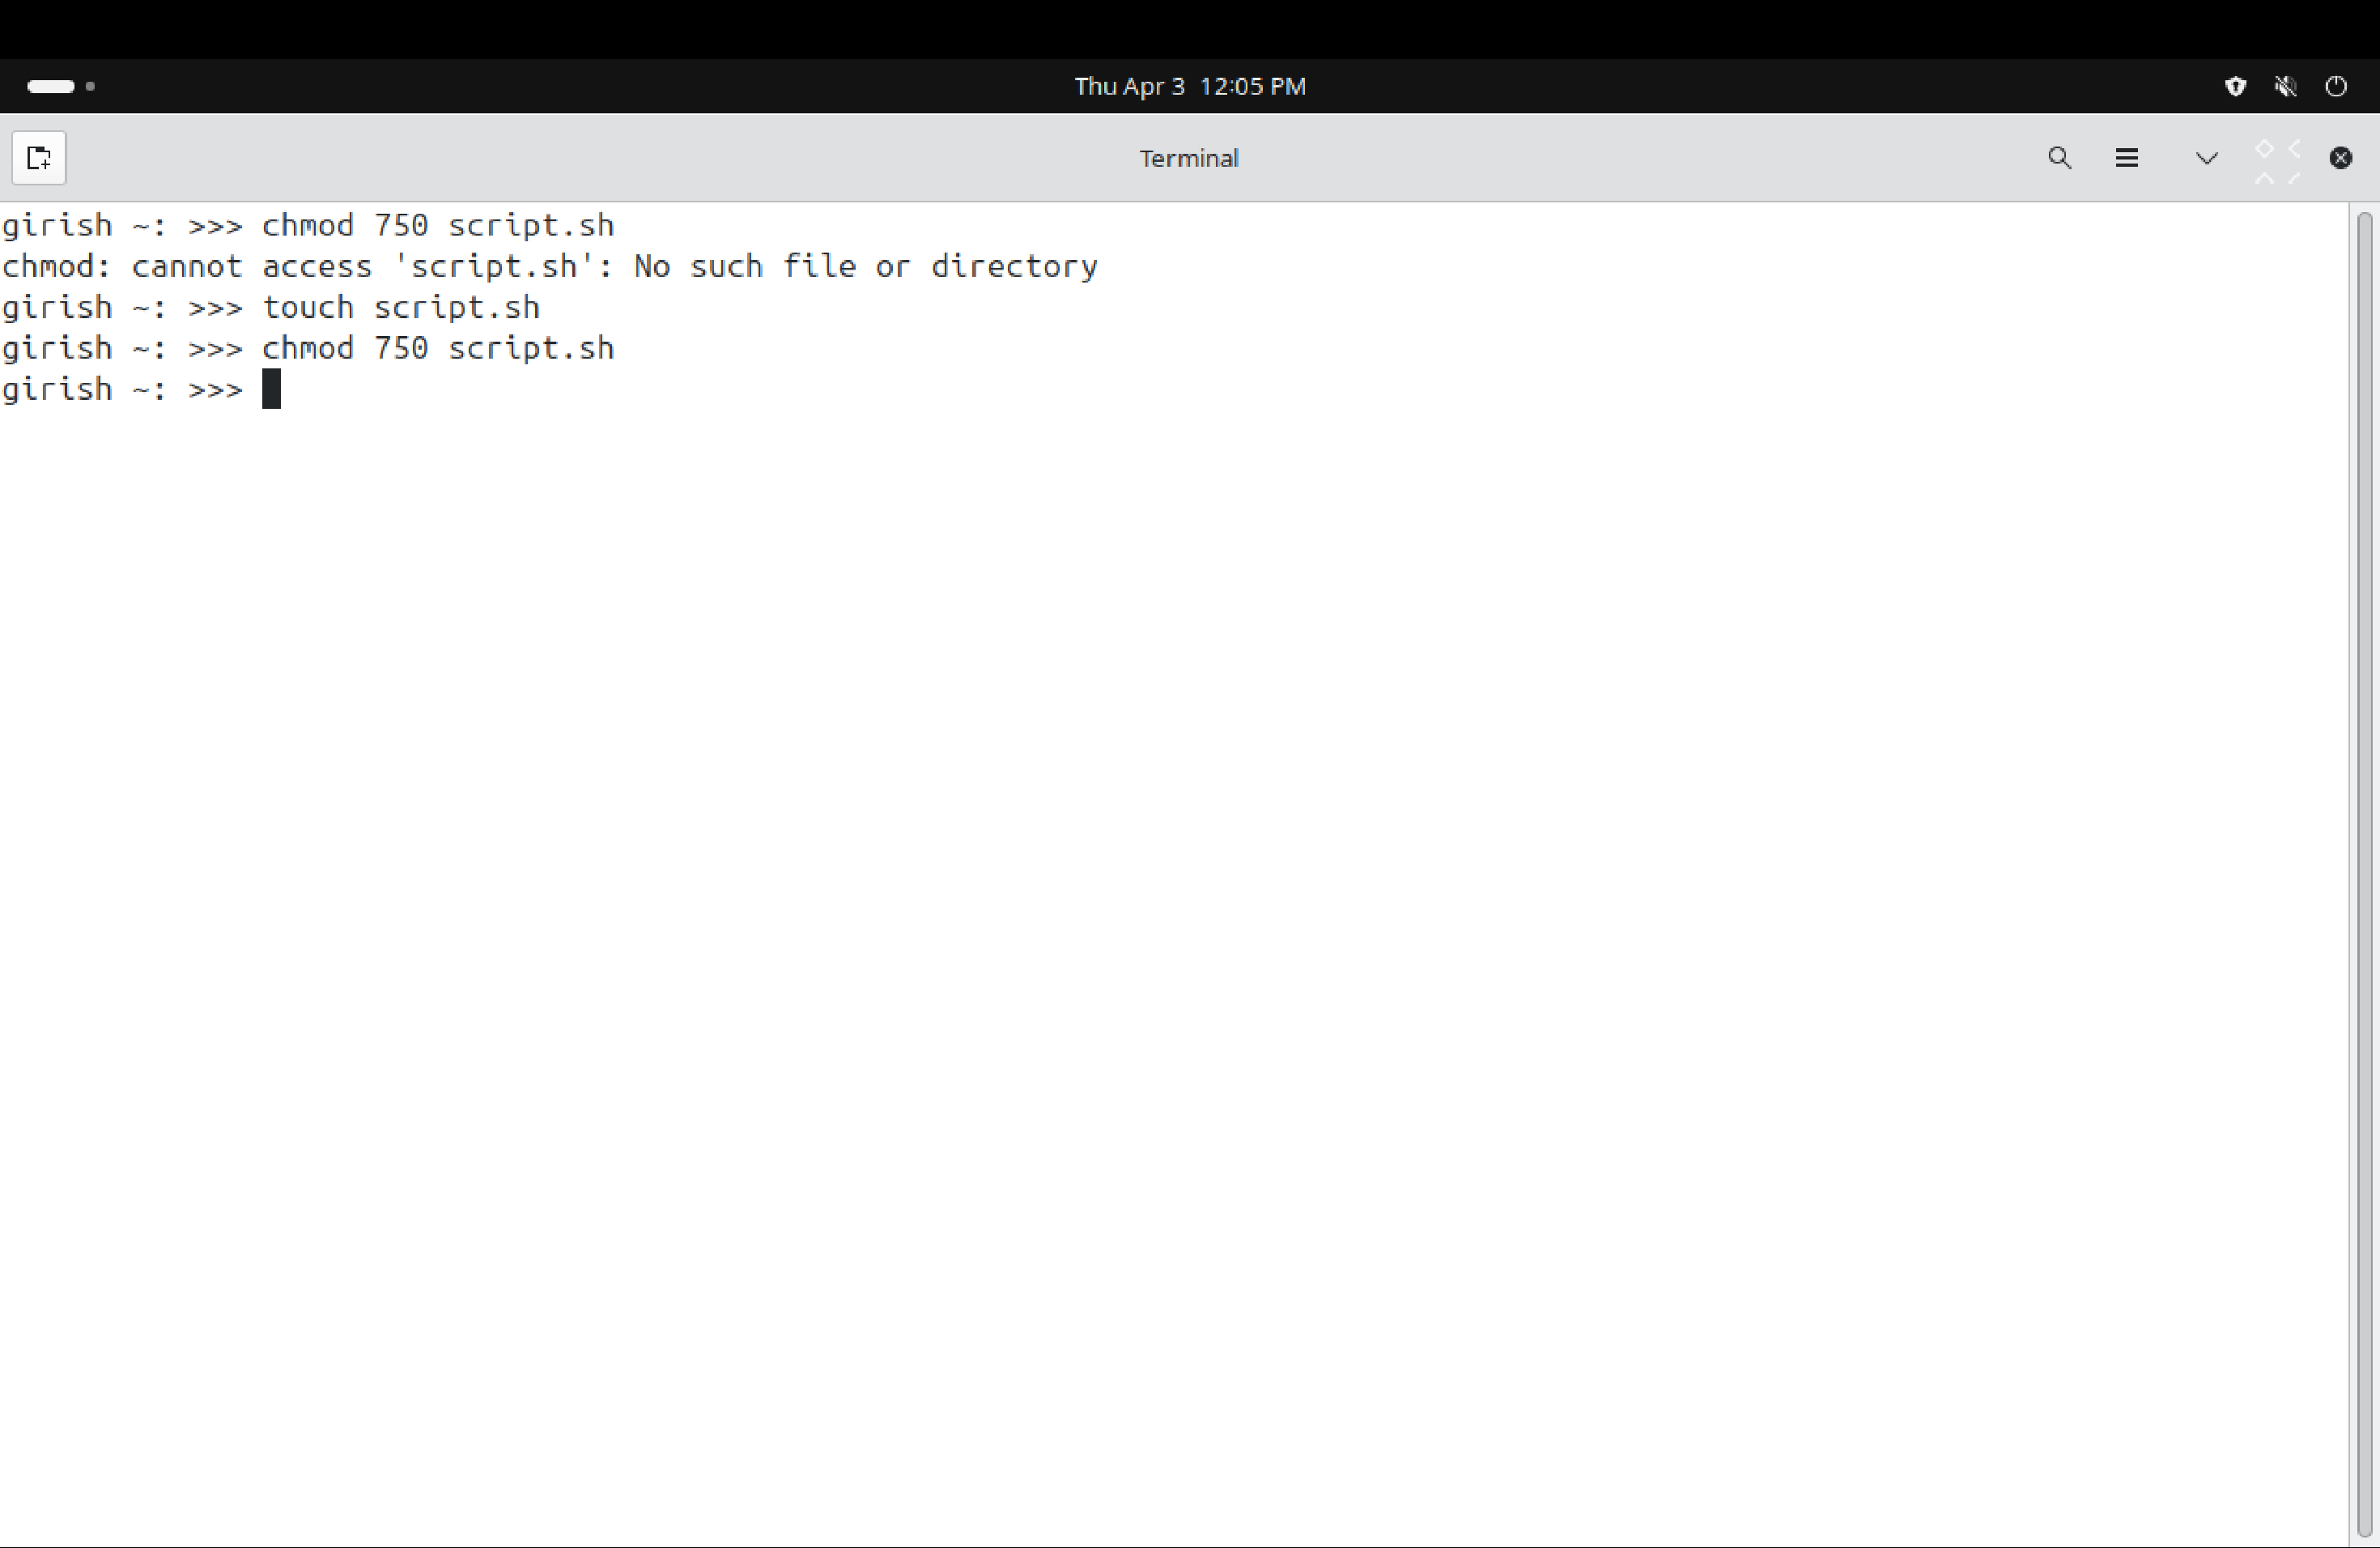 Thu Apr 3 12:05 PM
Terminal
girish ~: >>> chmod 750 script.sh
chmod: cannot access 'script.sh': No such file or directory
girish ~: >>> touch script.sh
girish ~: >>> chmod 750 script.sh
girish ~: >>>